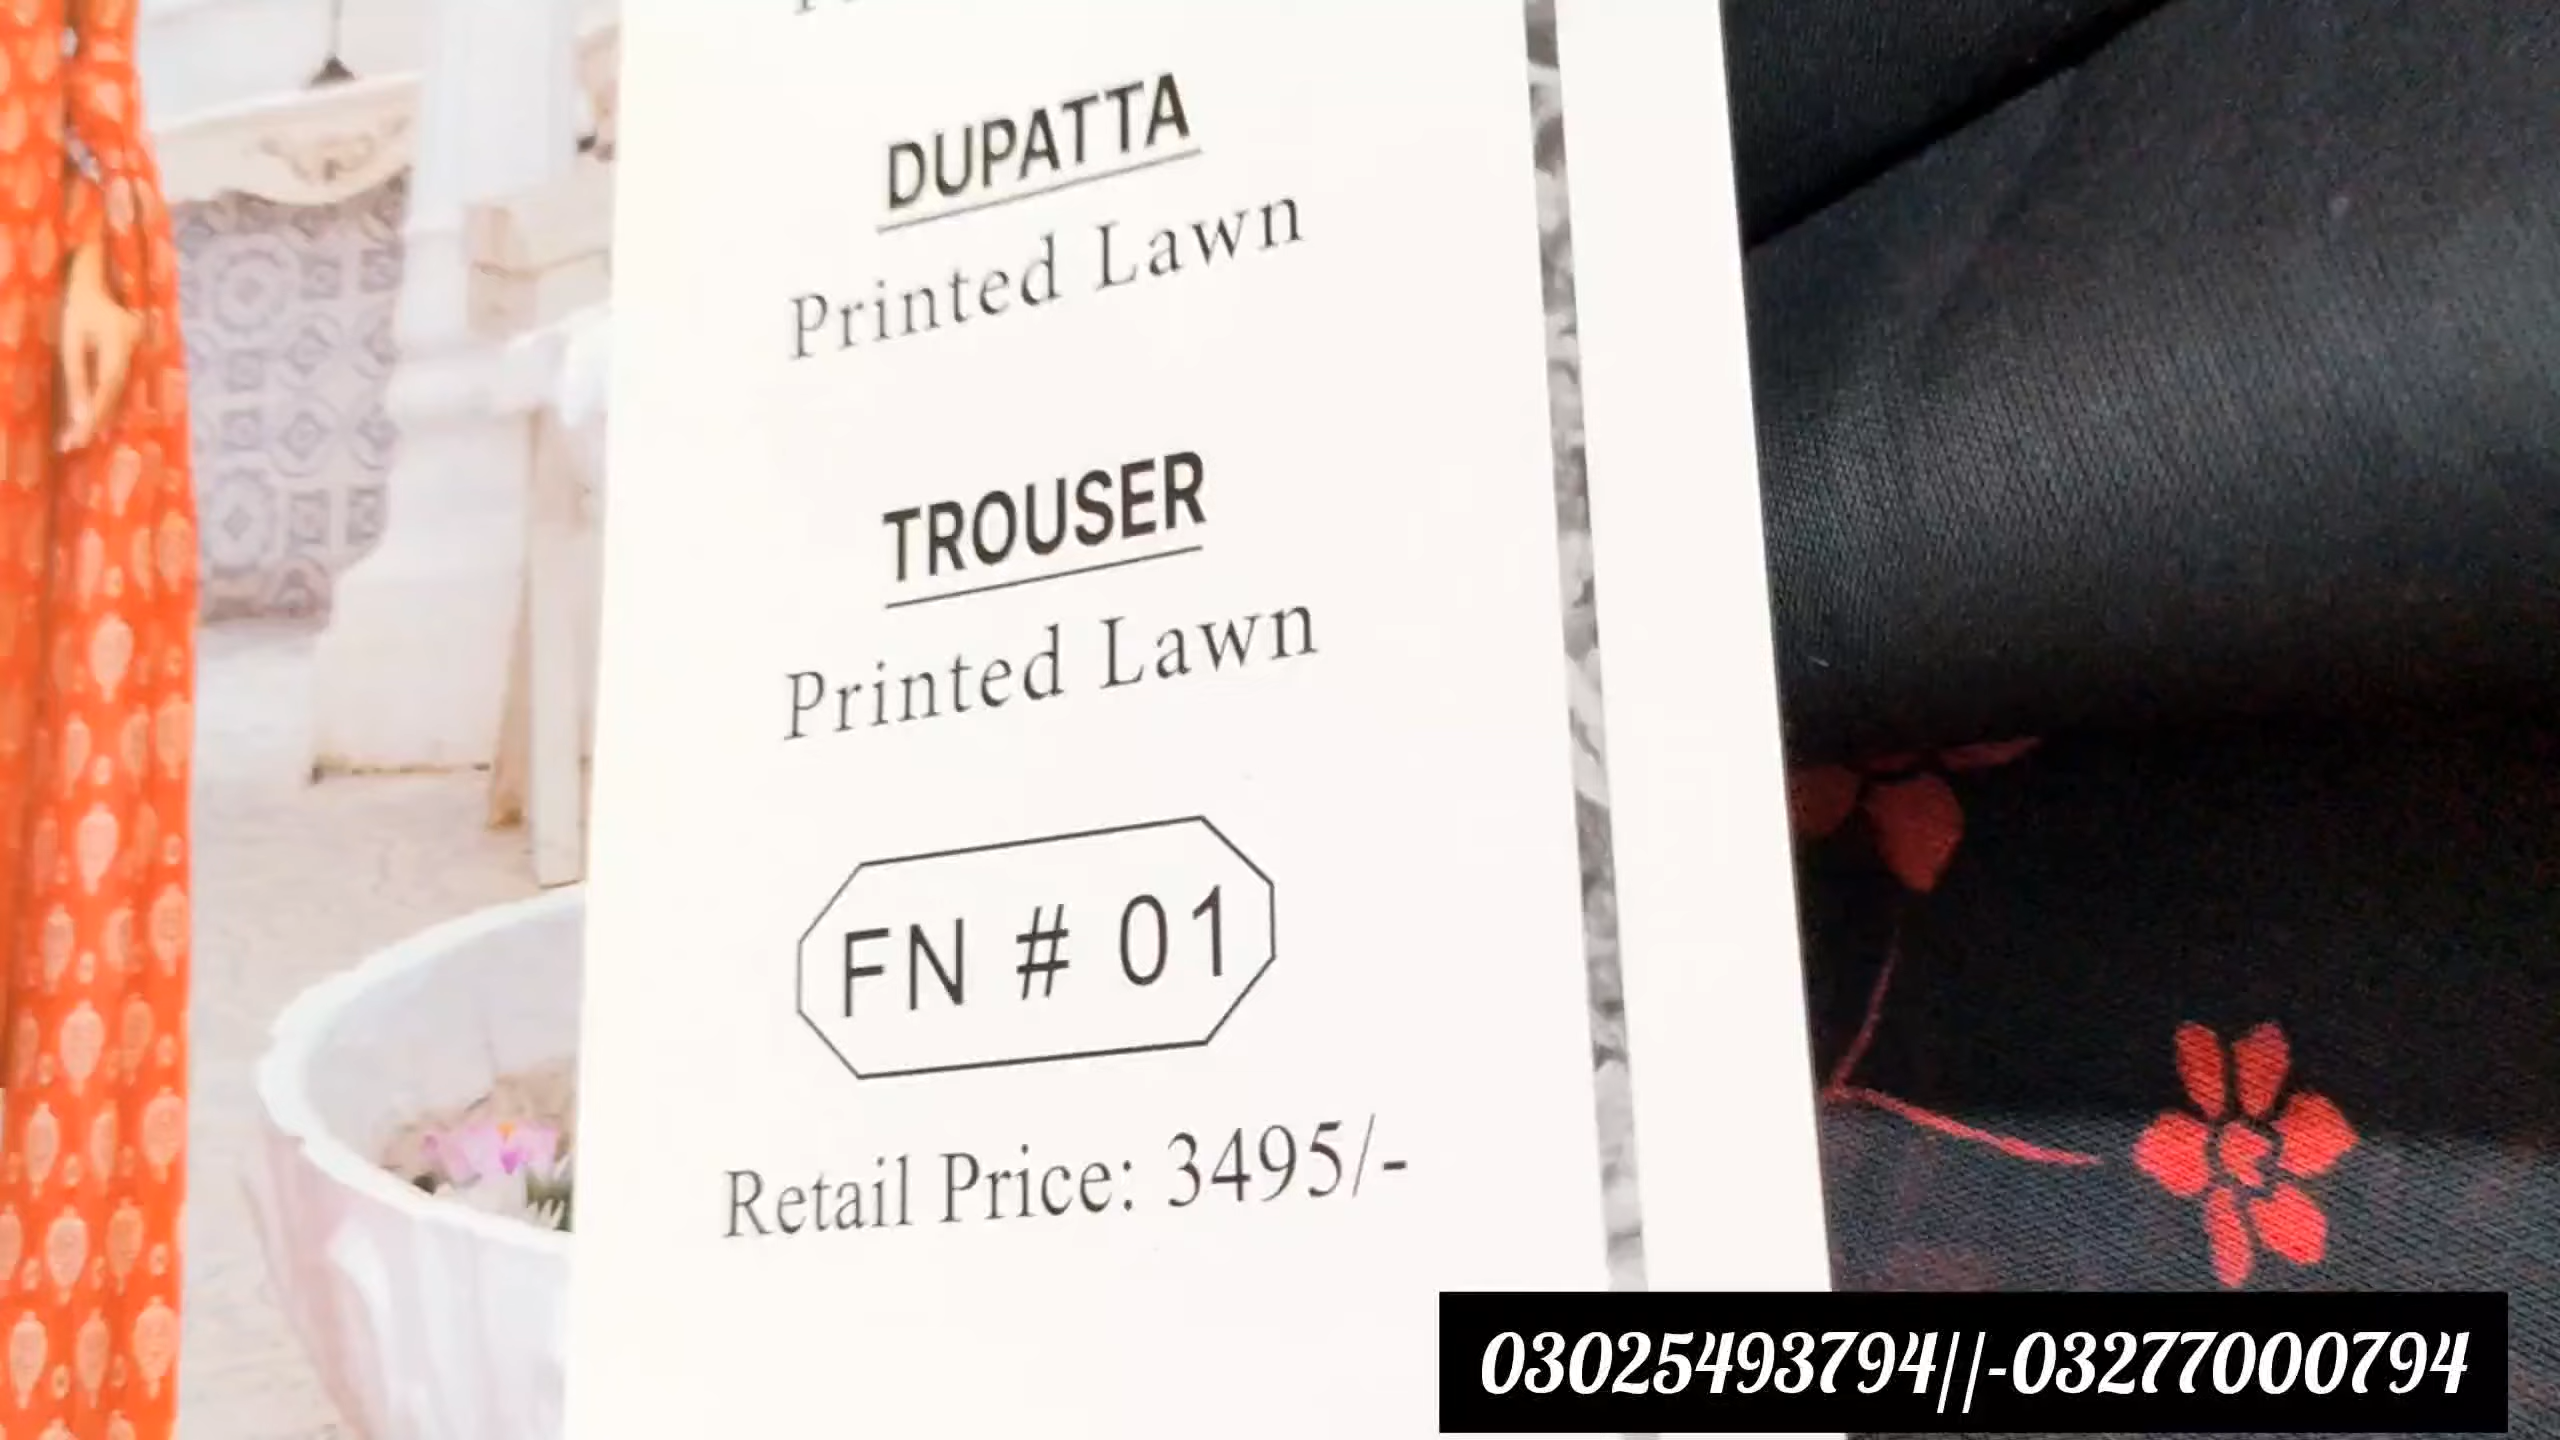 DUPATTA
Printed Lawn
TROUSER
Printed Lawn
FN # 01
Retail Price: 3495/-
03025493794//-03277000794